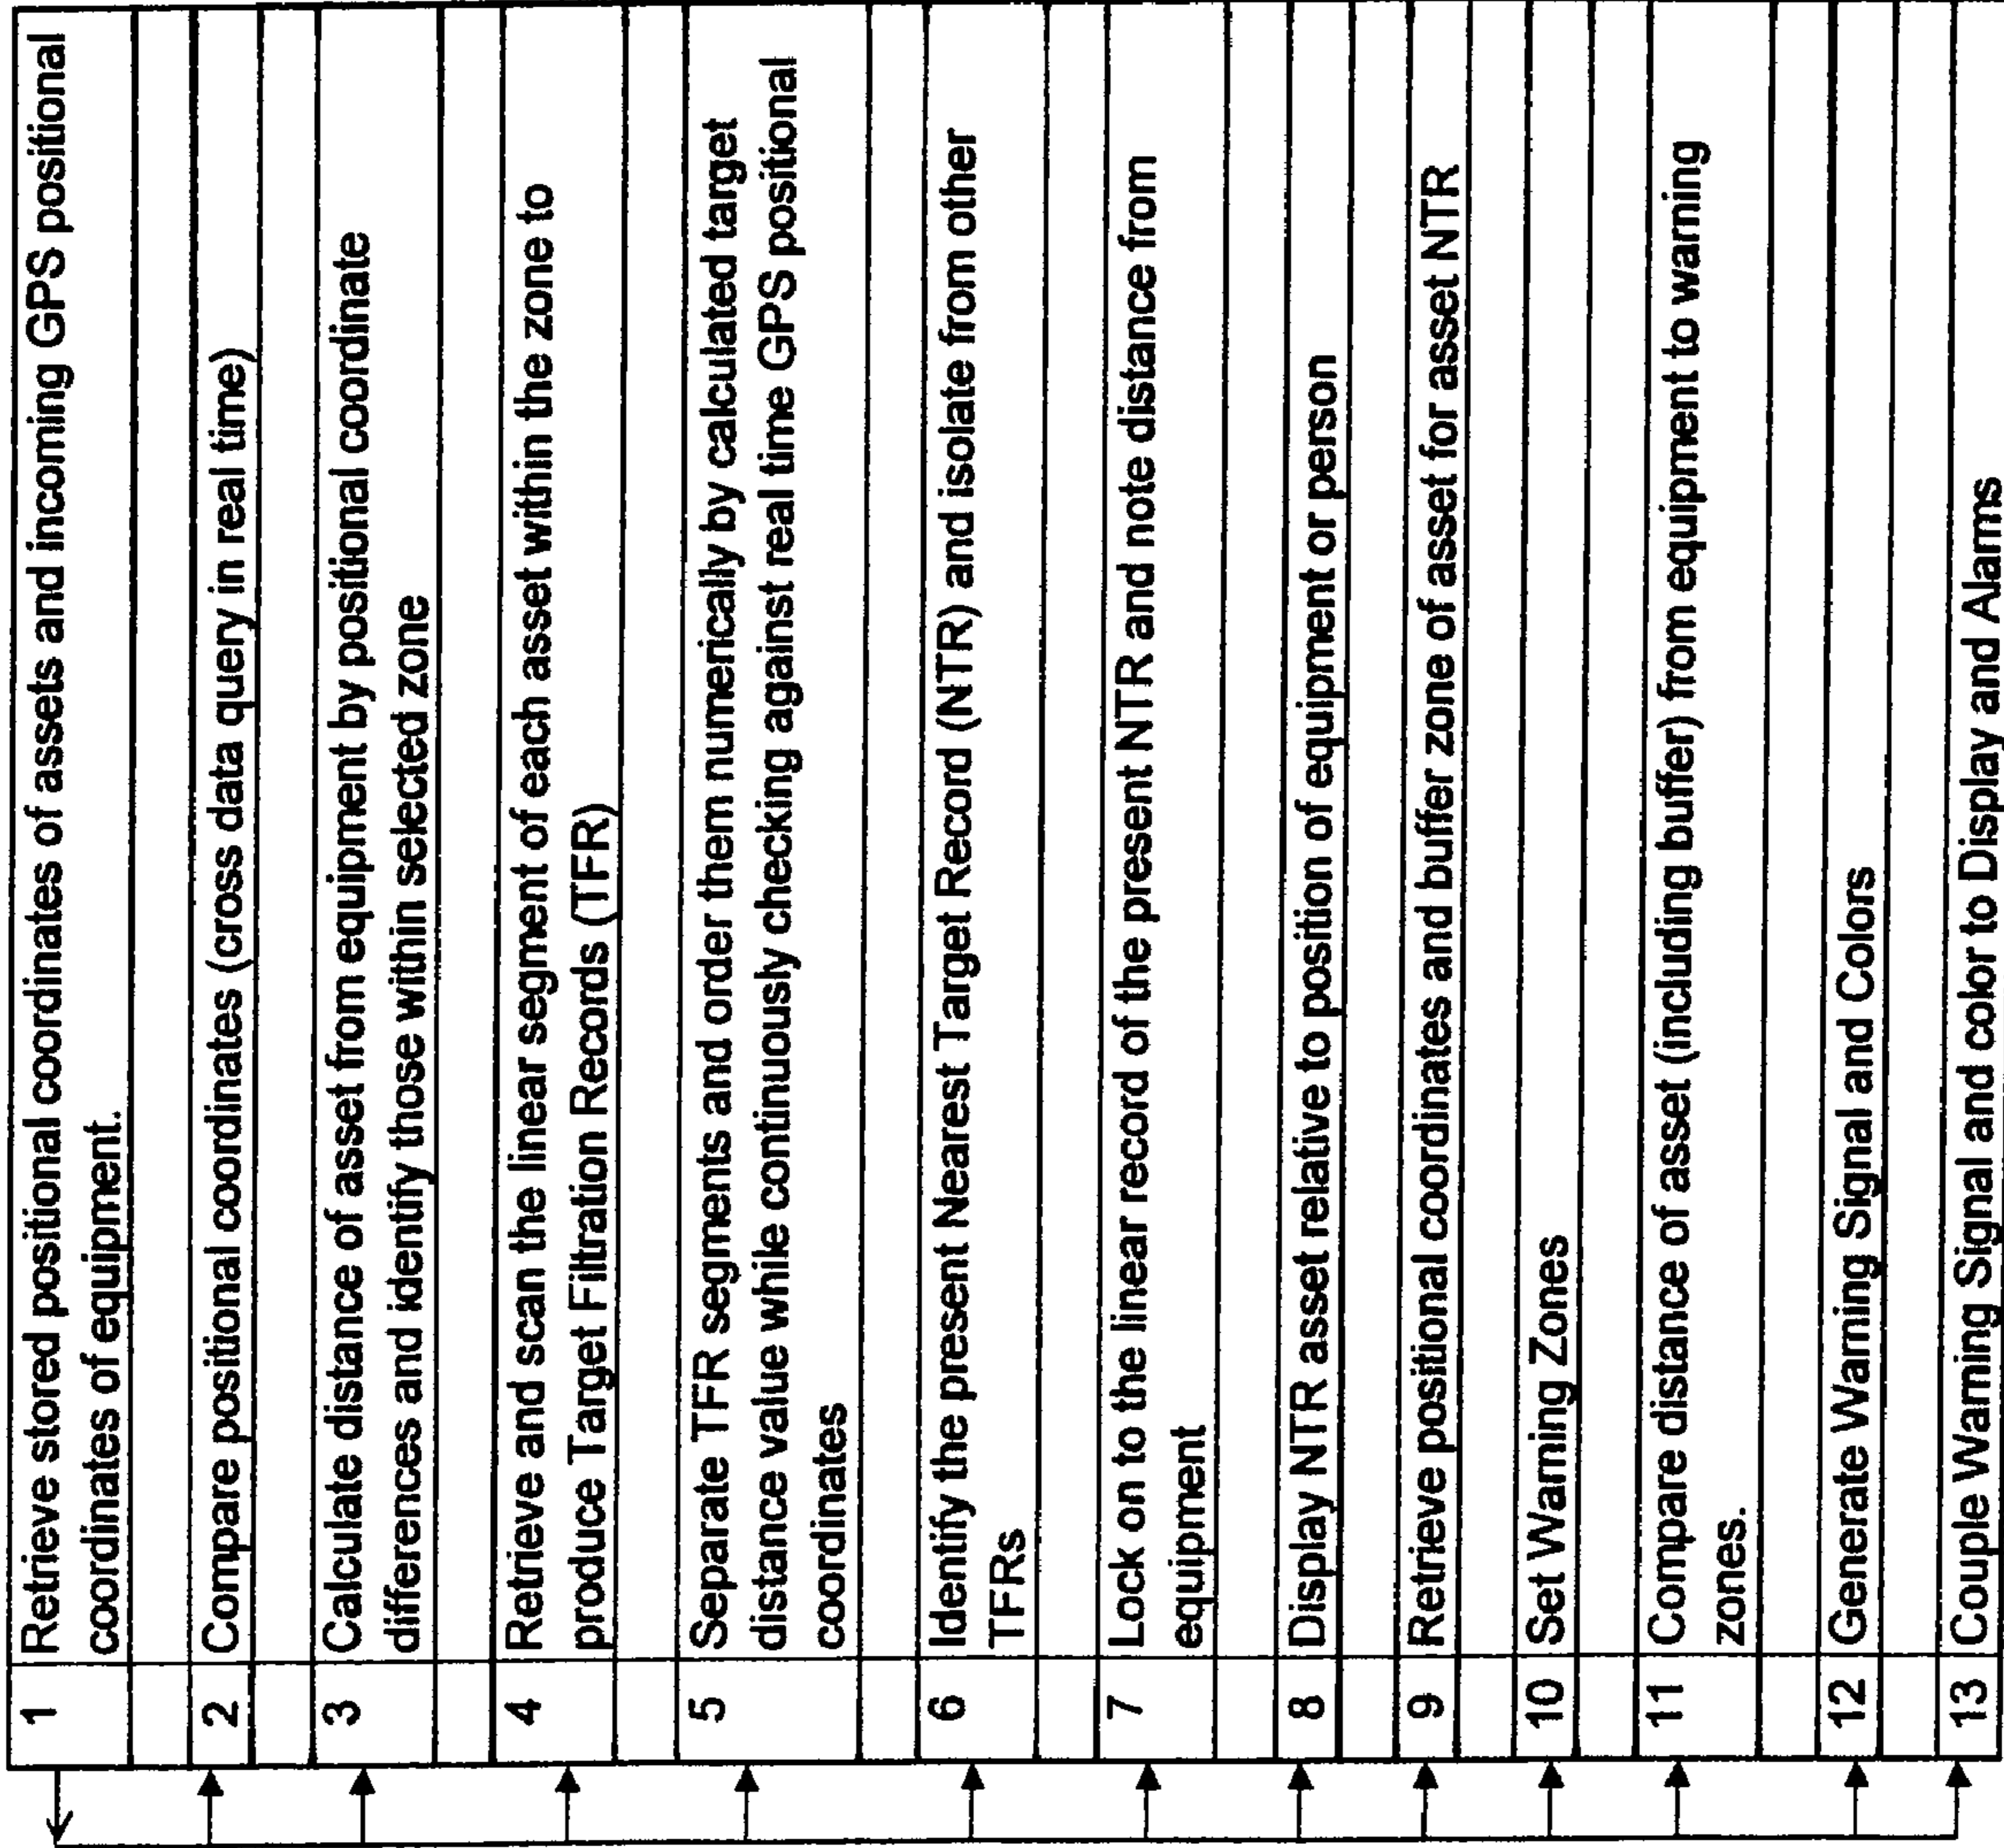 1 Retrieve stored positional coordinates of assets and incoming GPS positional
coordinates of equipment.
2 Compare positional coordinates (cross data query in real time)
3 Calculate distance of asset from equipment by positional coordinate
differences and identify those within selected zone
4 Retrieve and scan the linear segment of each asset within the zone to
produce Target Filtration Records (TFR)
5 Separate TFR segments and order them numerically by calculated target
distance value while continuously checking against real time GPS positional
coordinates
6 Identify the present Nearest Target Record (NTR) and isolate from other
TFRs
7 Lock on to the linear record of the present NTR and note distance from
equipment
8 Display NTR asset relative to position of equipment or person
9 Retrieve positional coordinates and buffer zone of asset for asset NTR
10 Set Warning Zones
11 Compare distance of asset (including buffer) from equipment to warning
zones.
12 Generate Warning Signal and Colors
13 Couple Warning Signal and color to Display and Alarms